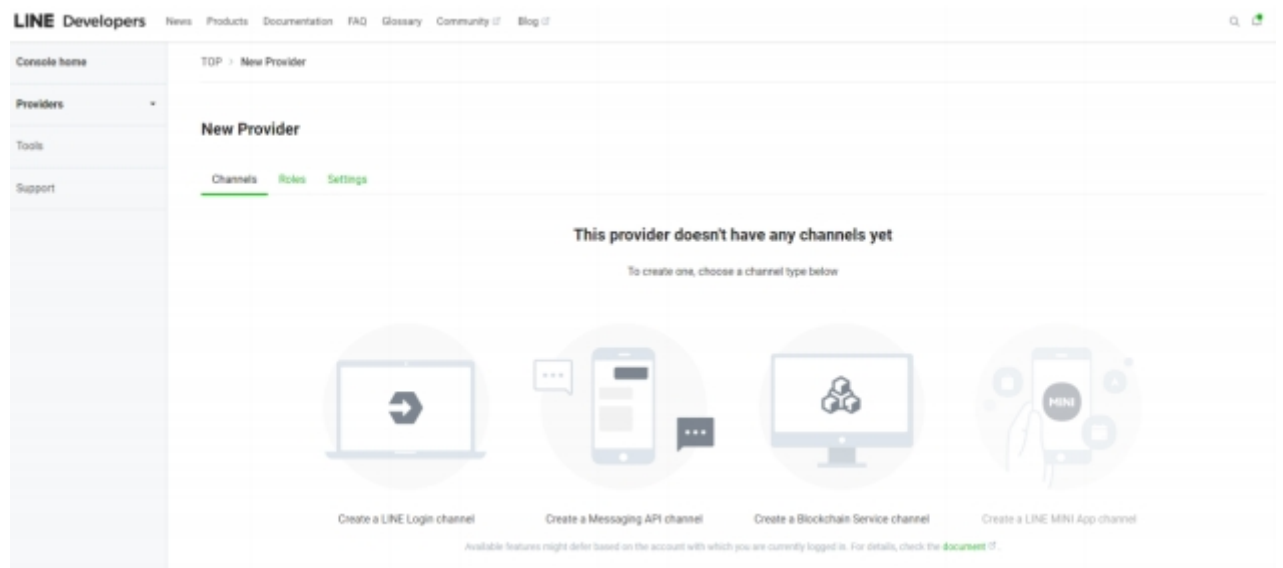 LINE Developers News Products Documentation FAQ Glossary Community Blog
Console home
TOP > New Provider
Providers
New Provider
Tools
Channels Roles Settings
Support
This provider doesn't have any channels yet
To create one, choose a channel type below
MINI
Create a LINE Login channel
Create a Messaging API channel
Create a Blockchain Service channel
Create a LINE MINI App channel
Available features might defer based on the account with which you are currently logged in. For details, check the document.